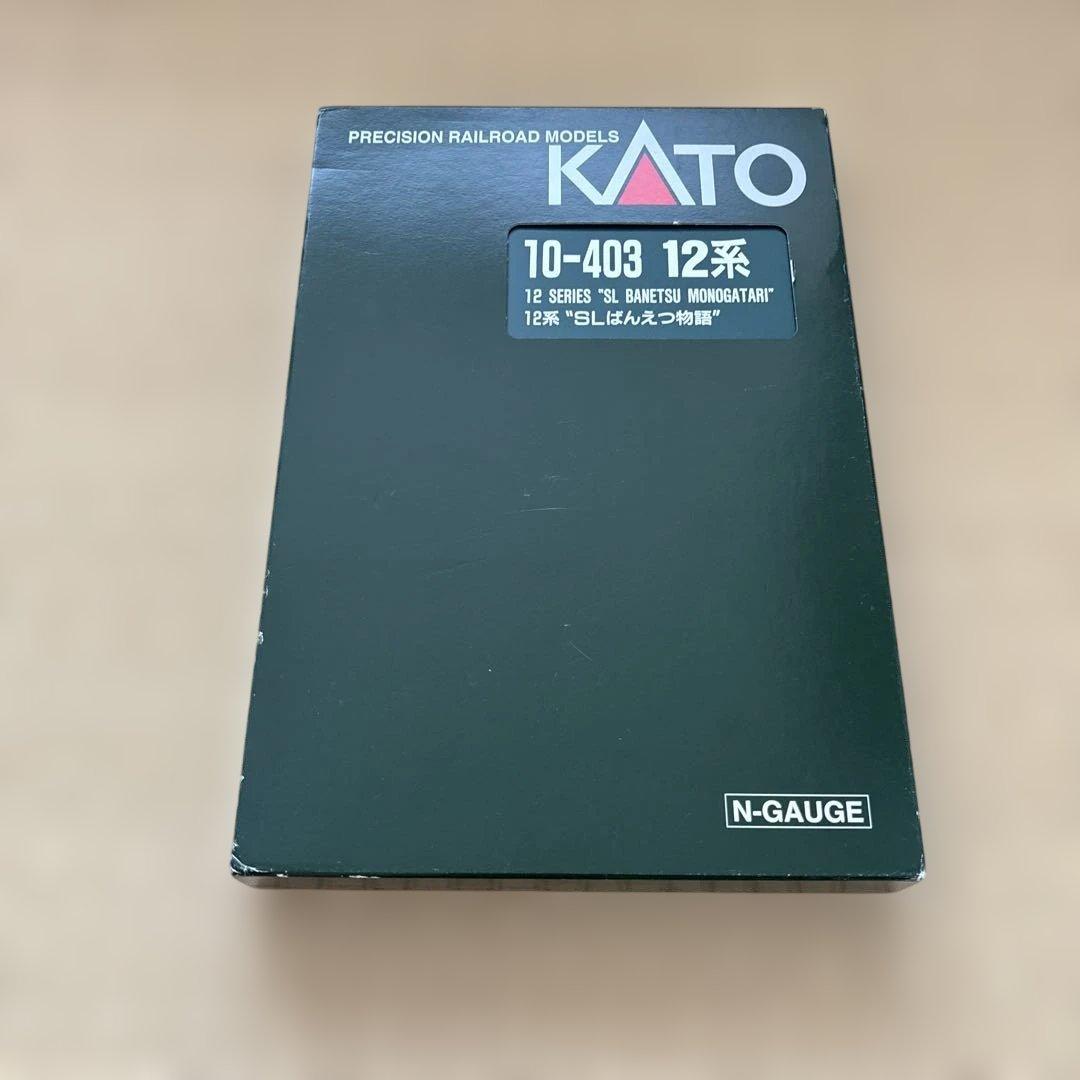 PRECISION RAILROAD MODELS
KATO
10-403 12系
12 SERIES "SL BANETSU MONOGATARI"
12系 "SLばんえつ物語"
N-GAUGE